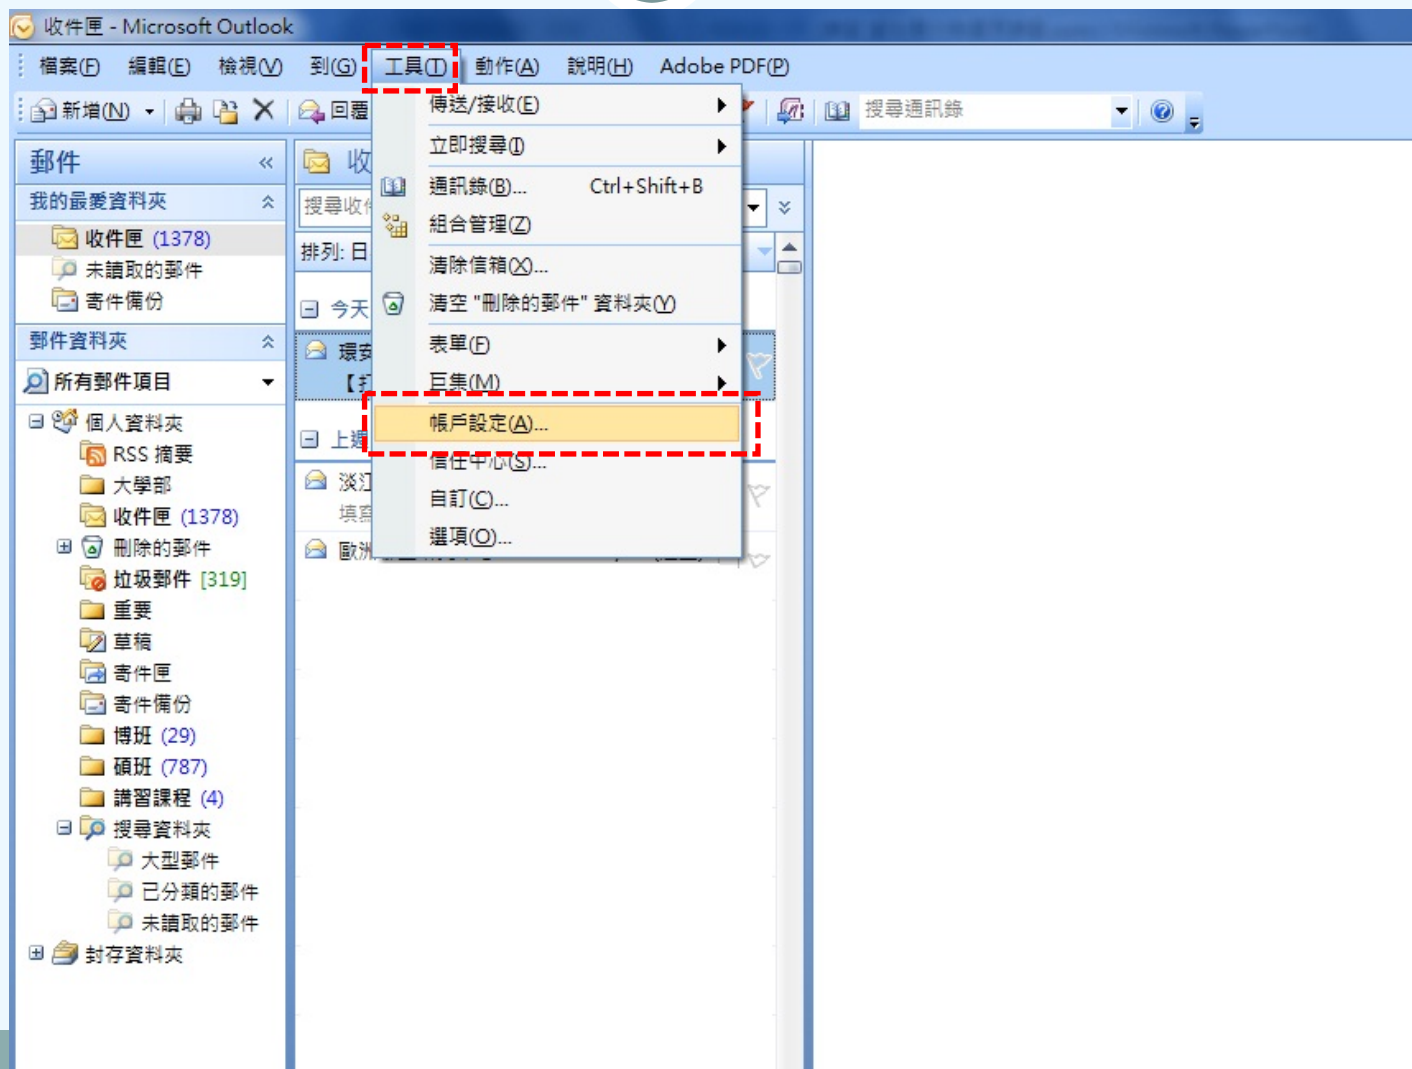 收件匣 - Microsoft Outlook
檔案(F) 編輯(E) 檢視(V) 到(G) 工具(T) 動作(A) 說明(H) Adobe PDF(P)
新增(N) 回覆 搜尋通訊錄
傳送/接收(E)
立即搜尋(I)
通訊錄(B)... Ctrl+Shift+B
組合管理(Z)
清除信箱(X)...
清空 "刪除的郵件" 資料夾(Y)
表單(F)
巨集(M)
帳戶設定(A)...
信任中心(S)...
自訂(C)...
選項(O)...
郵件
我的最愛資料夾
收件匣 (1378)
未讀取的郵件
寄件備份
郵件資料夾
所有郵件項目
個人資料夾
RSS 摘要
大學部
收件匣 (1378)
刪除的郵件
垃圾郵件 [319]
重要
草稿
寄件匣
寄件備份
博班 (29)
碩班 (787)
講習課程 (4)
搜尋資料夾
大型郵件
已分類的郵件
未讀取的郵件
封存資料夾
收
搜尋收件
排列: 日
今天
環安
【打
上週
淡江
填寫
歐洲